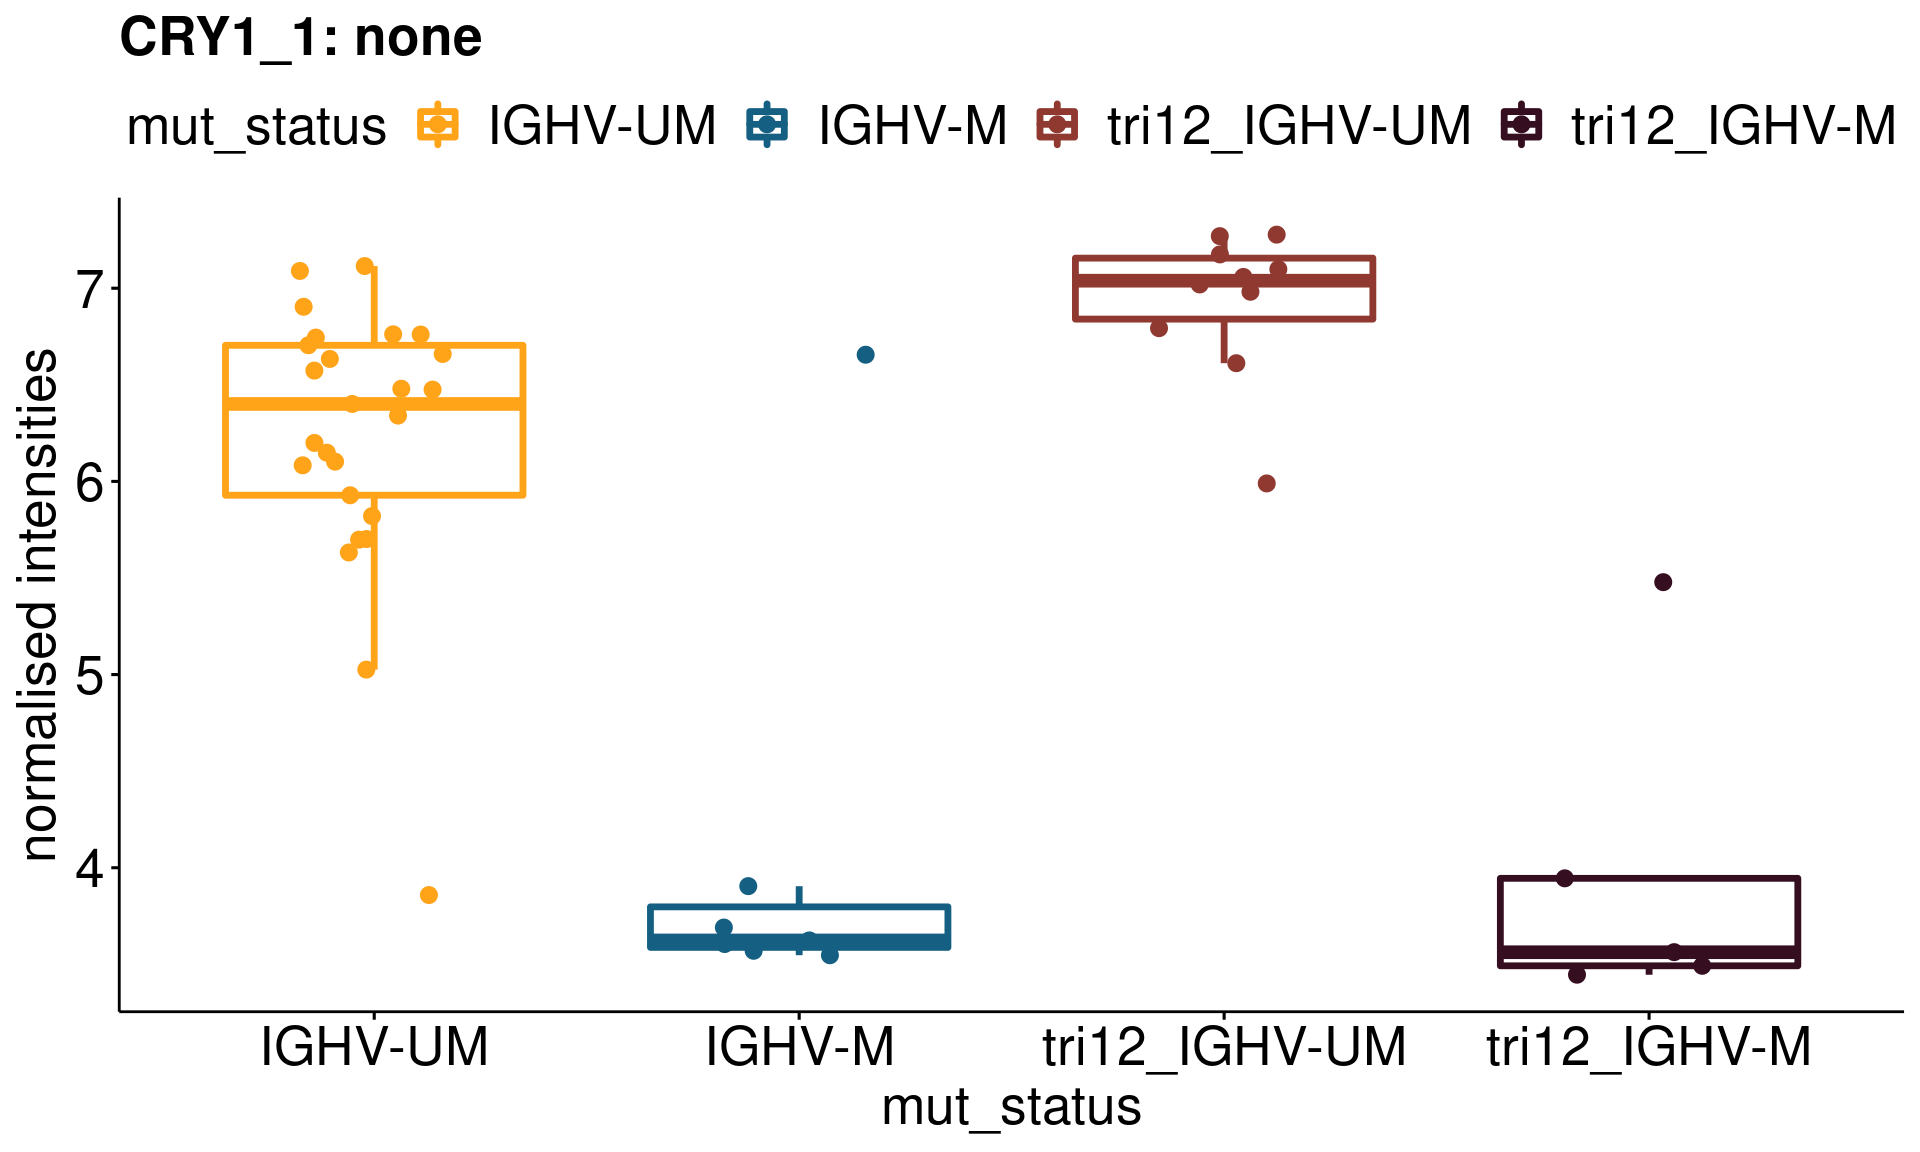 CRY1_1: none
mut_status IGHV-UM IGHV-M tri12_IGHV-UM tri12_IGHV-M
7
6
5
4
normalised intensities
IGHV-UM IGHV-M tri12_IGHV-UM tri12_IGHV-M
mut_status